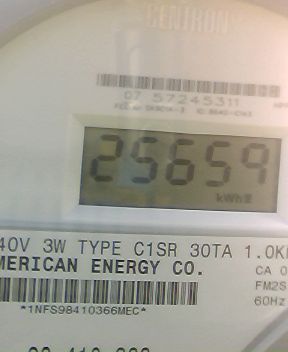 CENTRON
07 57245311
25659
kWh
40V 3W TYPE C1SR 30TA 1.0K
MERICAN ENERGY CO.
CA 0
FM2S
60Hz
*1NFS98410366MEC*